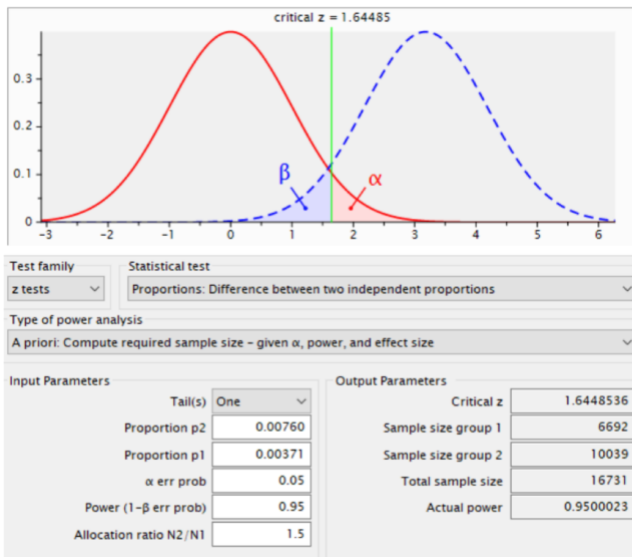 critical z = 1.64485
0.3
0.2
0.1
0
β
α
-3 -2 -1 0 1 2 3 4 5 6
Test family Statistical test
z tests Proportions: Difference between two independent proportions
Type of power analysis
A priori: Compute required sample size – given α, power, and effect size
Input Parameters Output Parameters
Tail(s) One Critical z 1.6448536
Proportion p2 0.00760 Sample size group 1 6692
Proportion p1 0.00371 Sample size group 2 10039
α err prob 0.05 Total sample size 16731
Power (1-β err prob) 0.95 Actual power 0.9500023
Allocation ratio N2/N1 1.5